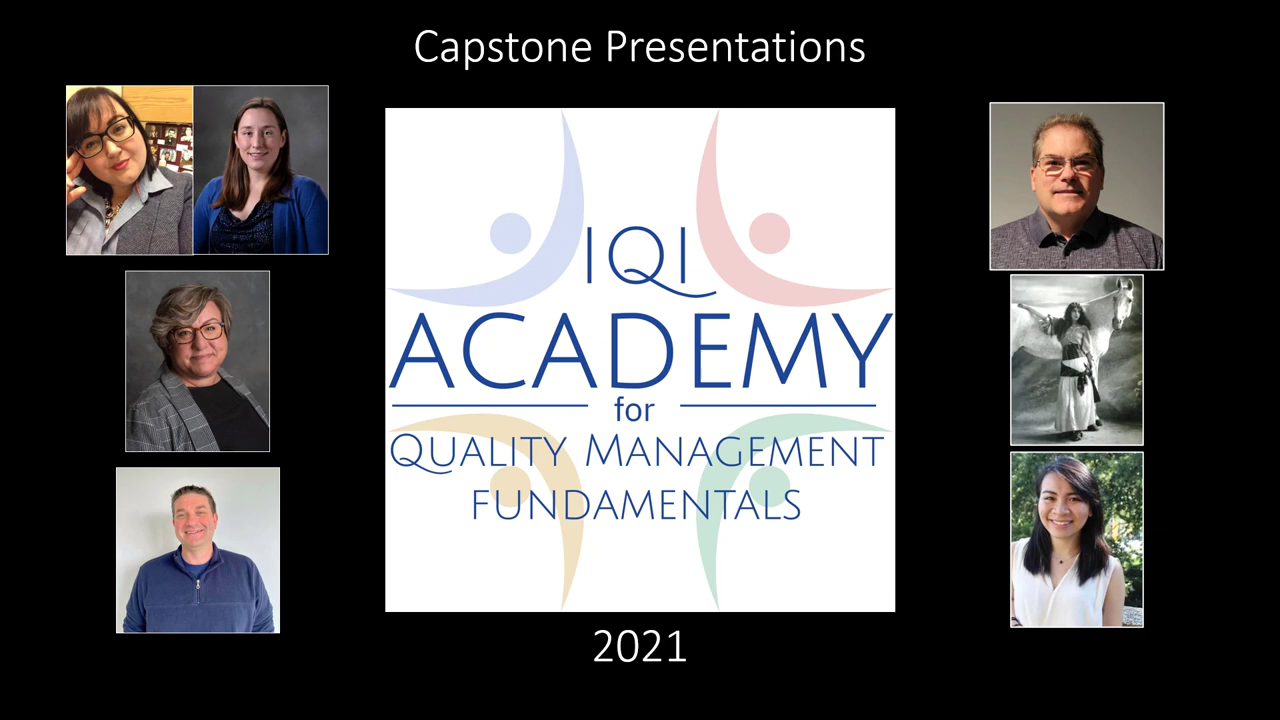 Capstone Presentations
IQI
ACADEMY
for
QUALITY MANAGEMENT
FUNDAMENTALS
2021